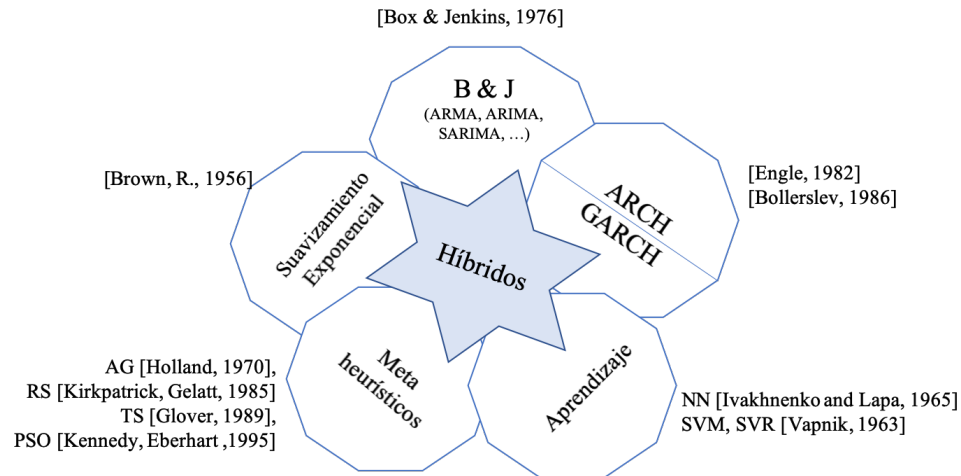 [Box & Jenkins, 1976]
B & J
(ARMA, ARIMA,
SARIMA, ...)
[Brown, R., 1956]
Suavizamiento
Exponencial
[Engle, 1982]
[Bollerslev, 1986]
ARCH
GARCH
Híbridos
AG [Holland, 1970],
RS [Kirkpatrick, Gelatt, 1985]
TS [Glover, 1989],
PSO [Kennedy, Eberhart ,1995]
Meta
heurísticos
Aprendizaje
NN [Ivakhnenko and Lapa, 1965]
SVM, SVR [Vapnik, 1963]